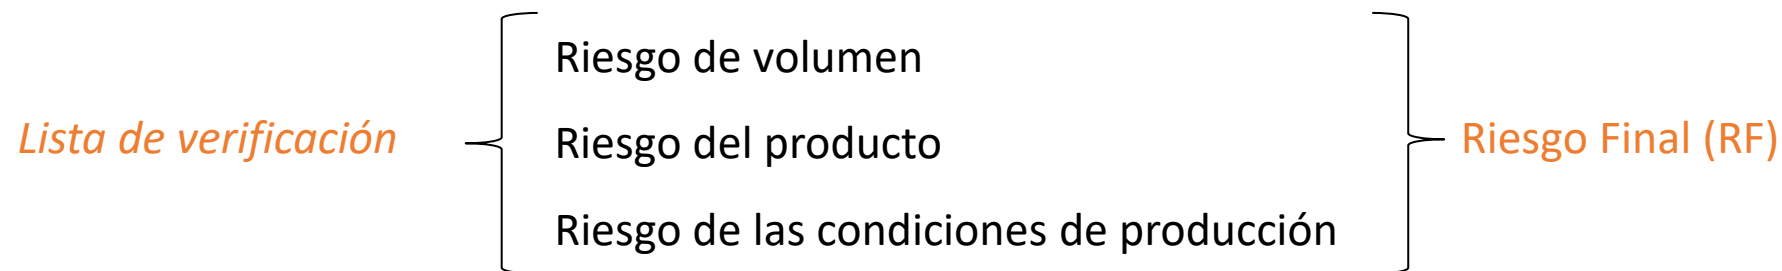 Lista de verificación
Riesgo de volumen
Riesgo del producto
Riesgo de las condiciones de producción
Riesgo Final (RF)